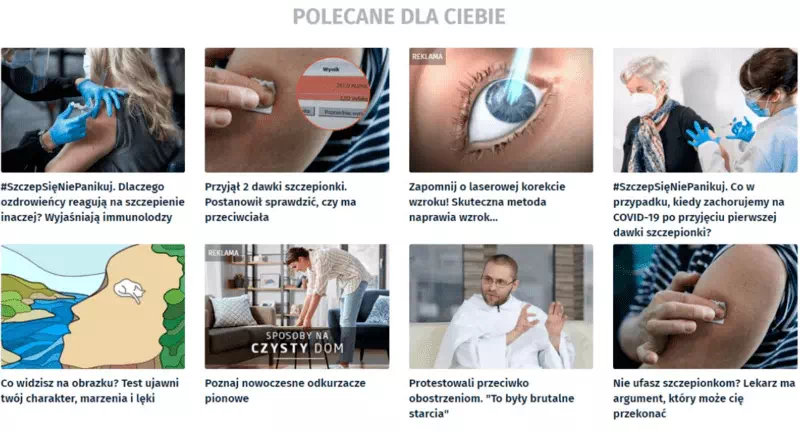 POLECANE DLA CIEBIE
Wynik
REKLAMA
#SzczepSięNiePanikuj. Dlaczego
ozdrowieńcy reagują na szczepienie
inaczej? Wyjaśniają immunolodzy
Przyjął 2 dawki szczepionki.
Postanowił sprawdzić, czy ma
przeciwciała
Zapomnij o laserowej korekcie
wzroku! Skuteczna metoda
naprawia wzrok...
#SzczepSięNiePanikuj. Co w
przypadku, kiedy zachorujemy na
COVID-19 po przyjęciu pierwszej
dawki szczepionki?
REKLAMA
SPOSOBY NA
CZYSTY DOM
Co widzisz na obrazku? Test ujawni
twój charakter, marzenia i lęki
Poznaj nowoczesne odkurzacze
pionowe
Protestowali przeciwko
obostrzeniom. "To były brutalne
starcia"
Nie ufasz szczepionkom? Lekarz ma
argument, który może cię
przekonać